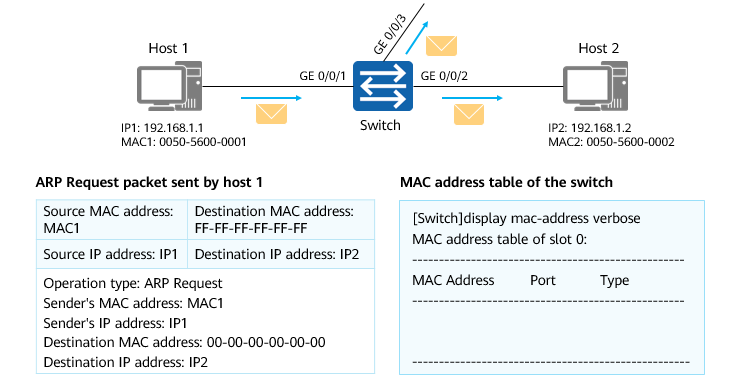 GE 0/0/3
Host 1
Host 2
GE 0/0/1
GE 0/0/2
Switch
IP1: 192.168.1.1
MAC1: 0050-5600-0001
IP2: 192.168.1.2
MAC2: 0050-5600-0002
ARP Request packet sent by host 1
Source MAC address:
MAC1
Destination MAC address:
FF-FF-FF-FF-FF-FF
Source IP address: IP1
Destination IP address: IP2
Operation type: ARP Request
Sender's MAC address: MAC1
Sender's IP address: IP1
Destination MAC address: 00-00-00-00-00-00
Destination IP address: IP2
MAC address table of the switch
[Switch]display mac-address verbose
MAC address table of slot 0:
-----------------------------------------------------
MAC Address Port Type
-----------------------------------------------------
------------------------------------------------------